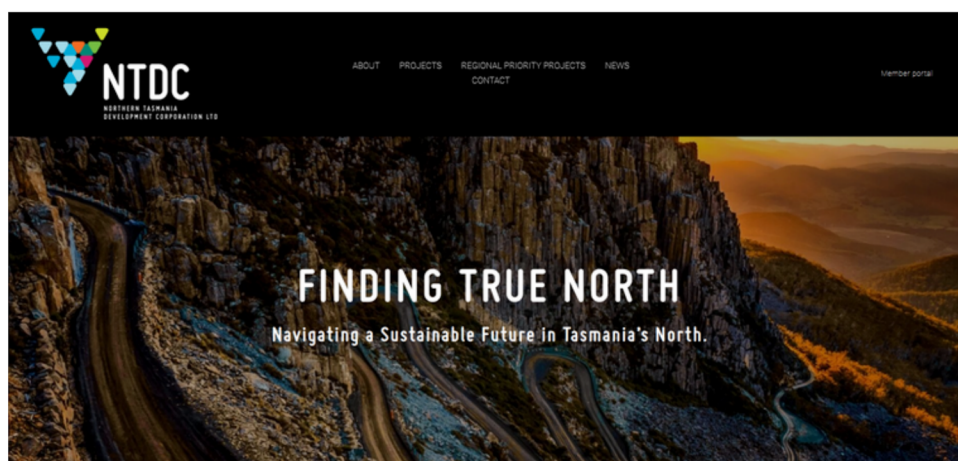 NTDC
NORTHERN TASMANIA
DEVELOPMENT CORPORATION LTD
ABOUT PROJECTS REGIONAL PRIORITY PROJECTS NEWS
CONTACT
Member portal
FINDING TRUE NORTH
Navigating a Sustainable Future in Tasmania's North.